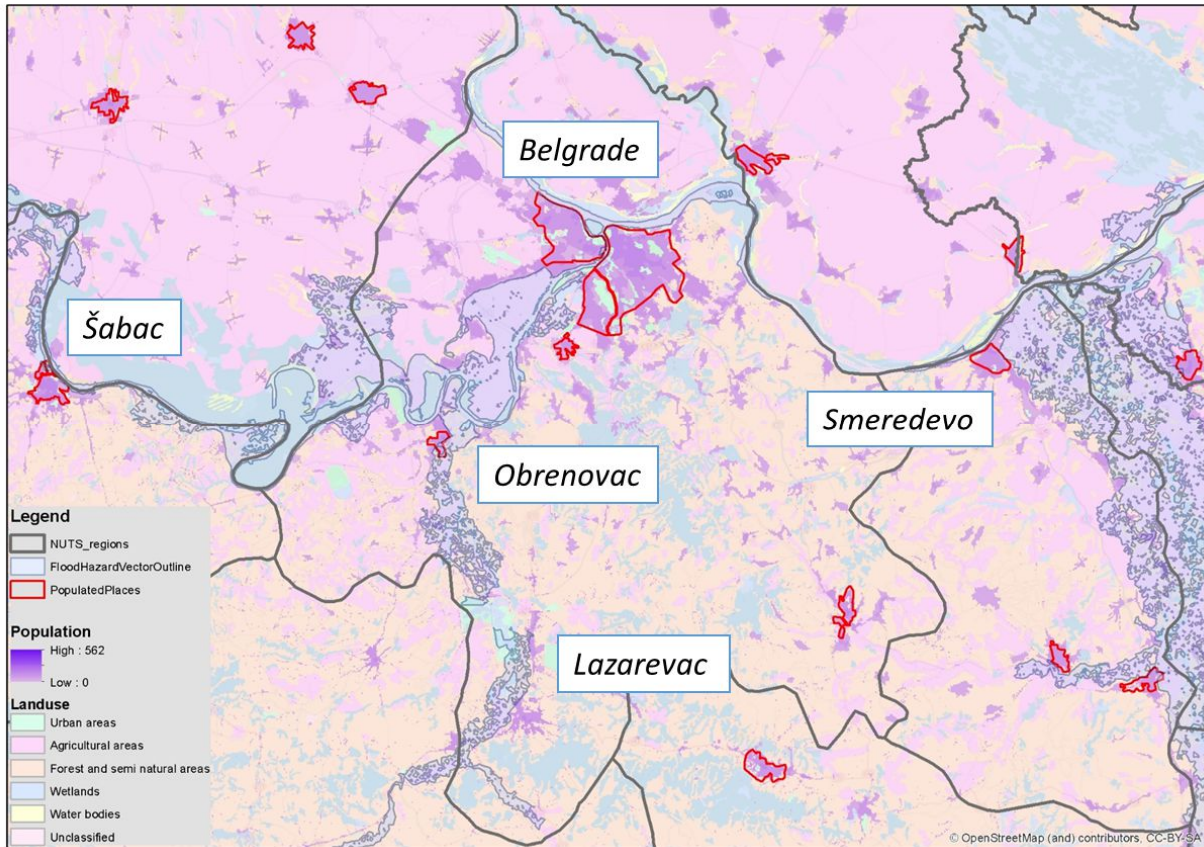 Belgrade
Šabac
Smeredevo
Obrenovac
Lazarevac
Legend
NUTS_regions
FloodHazardVectorOutline
PopulatedPlaces
Population
High : 562
Low : 0
Landuse
Urban areas
Agricultural areas
Forest and semi natural areas
Wetlands
Water bodies
Unclassified
© OpenStreetMap (and) contributors, CC-BY-SA